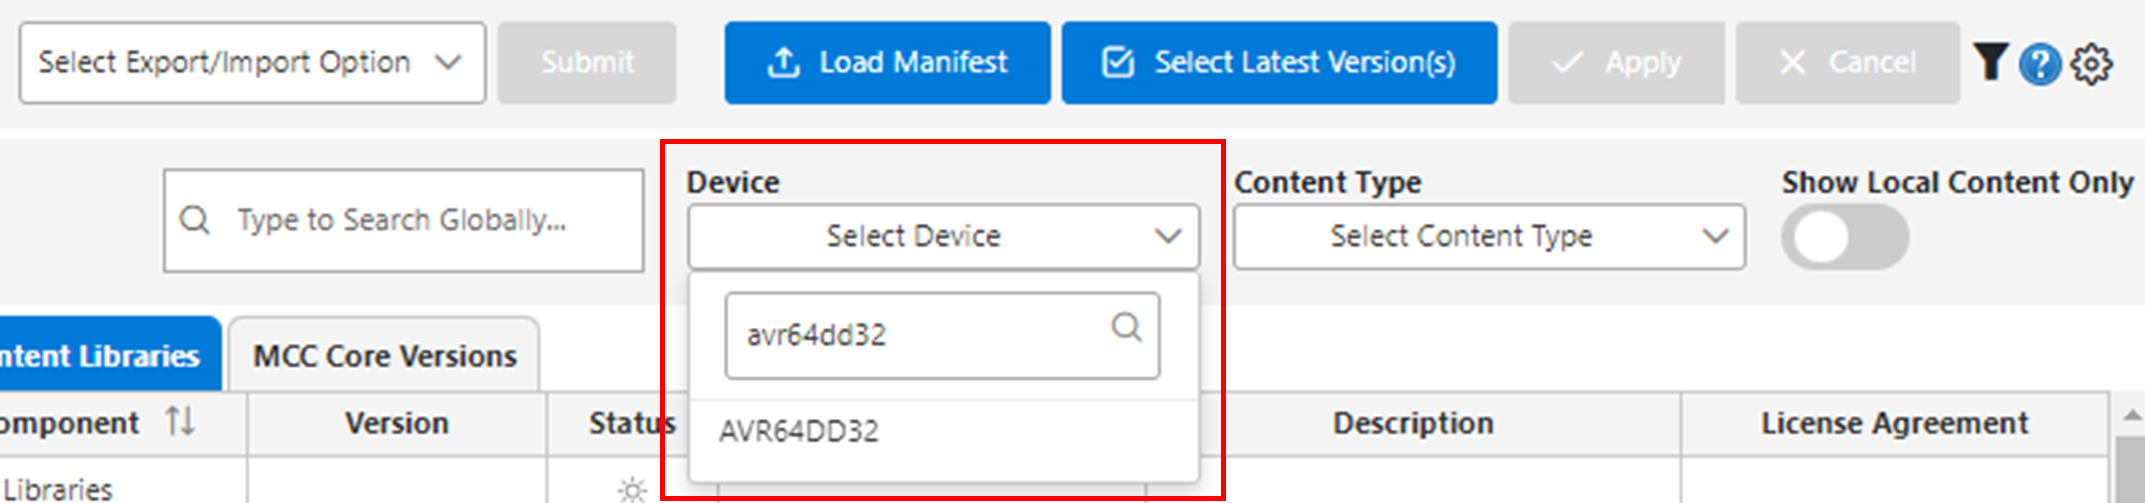 Select Export/Import Option
Submit
Load Manifest
Select Latest Version(s)
Apply
Cancel
?
Type to Search Globally...
Device
Select Device
avr64dd32
AVR64DD32
Content Type
Select Content Type
Show Local Content Only
ntent Libraries
MCC Core Versions
omponent
Version
Status
Description
License Agreement
Libraries